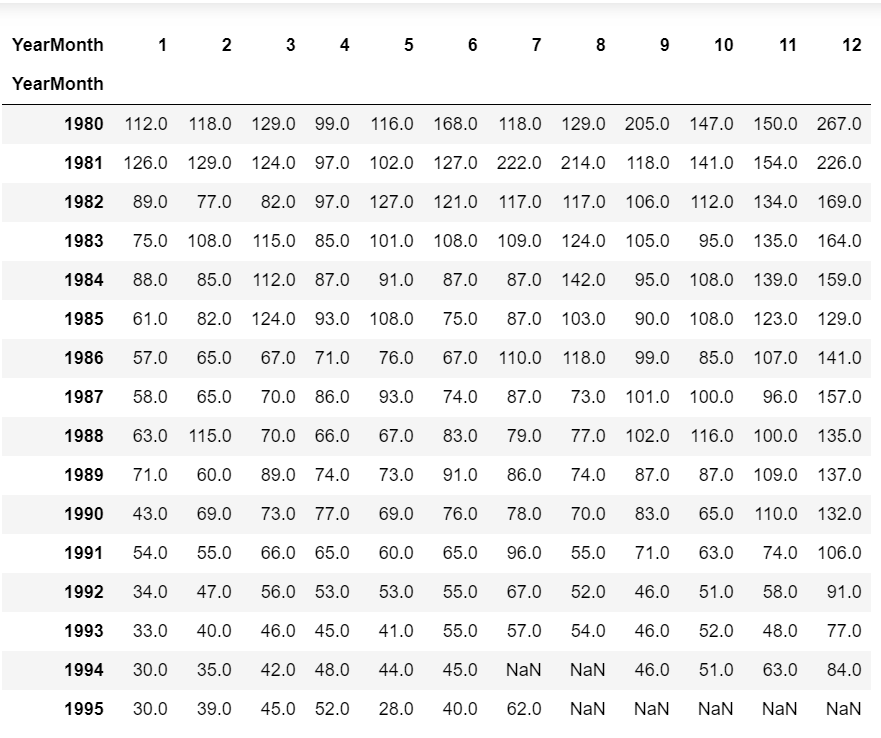 YearMonth 1 2 3 4 5 6 7 8 9 10 11 12
YearMonth
1980 112.0 118.0 129.0 99.0 116.0 168.0 118.0 129.0 205.0 147.0 150.0 267.0
1981 126.0 129.0 124.0 97.0 102.0 127.0 222.0 214.0 118.0 141.0 154.0 226.0
1982 89.0 77.0 82.0 97.0 127.0 121.0 117.0 117.0 106.0 112.0 134.0 169.0
1983 75.0 108.0 115.0 85.0 101.0 108.0 109.0 124.0 105.0 95.0 135.0 164.0
1984 88.0 85.0 112.0 87.0 91.0 87.0 87.0 142.0 95.0 108.0 139.0 159.0
1985 61.0 82.0 124.0 93.0 108.0 75.0 87.0 103.0 90.0 108.0 123.0 129.0
1986 57.0 65.0 67.0 71.0 76.0 67.0 110.0 118.0 99.0 85.0 107.0 141.0
1987 58.0 65.0 70.0 86.0 93.0 74.0 87.0 73.0 101.0 100.0 96.0 157.0
1988 63.0 115.0 70.0 66.0 67.0 83.0 79.0 77.0 102.0 116.0 100.0 135.0
1989 71.0 60.0 89.0 74.0 73.0 91.0 86.0 74.0 87.0 87.0 109.0 137.0
1990 43.0 69.0 73.0 77.0 69.0 76.0 78.0 70.0 83.0 65.0 110.0 132.0
1991 54.0 55.0 66.0 65.0 60.0 65.0 96.0 55.0 71.0 63.0 74.0 106.0
1992 34.0 47.0 56.0 53.0 53.0 55.0 67.0 52.0 46.0 51.0 58.0 91.0
1993 33.0 40.0 46.0 45.0 41.0 55.0 57.0 54.0 46.0 52.0 48.0 77.0
1994 30.0 35.0 42.0 48.0 44.0 45.0 NaN NaN 46.0 51.0 63.0 84.0
1995 30.0 39.0 45.0 52.0 28.0 40.0 62.0 NaN NaN NaN NaN NaN